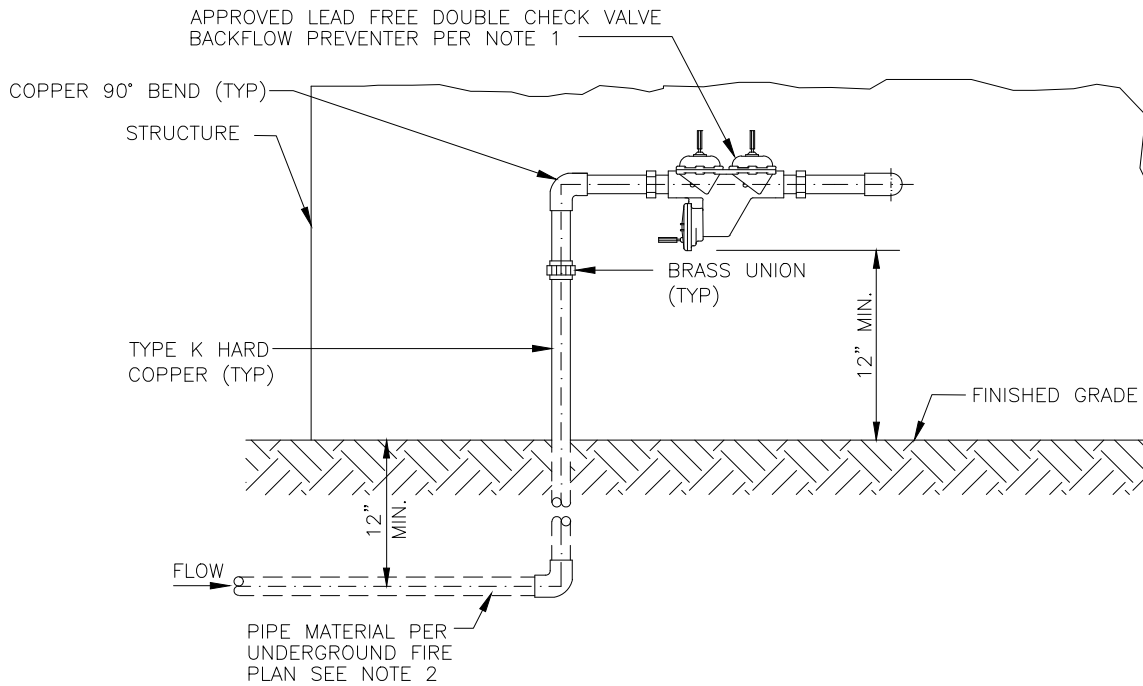 APPROVED LEAD FREE DOUBLE CHECK VALVE
BACKFLOW PREVENTER PER NOTE 1
COPPER 90° BEND (TYP)
STRUCTURE
BRASS UNION
(TYP)
12" MIN.
TYPE K HARD
COPPER (TYP)
FINISHED GRADE
12"
MIN.
FLOW
PIPE MATERIAL PER
UNDERGROUND FIRE
PLAN SEE NOTE 2